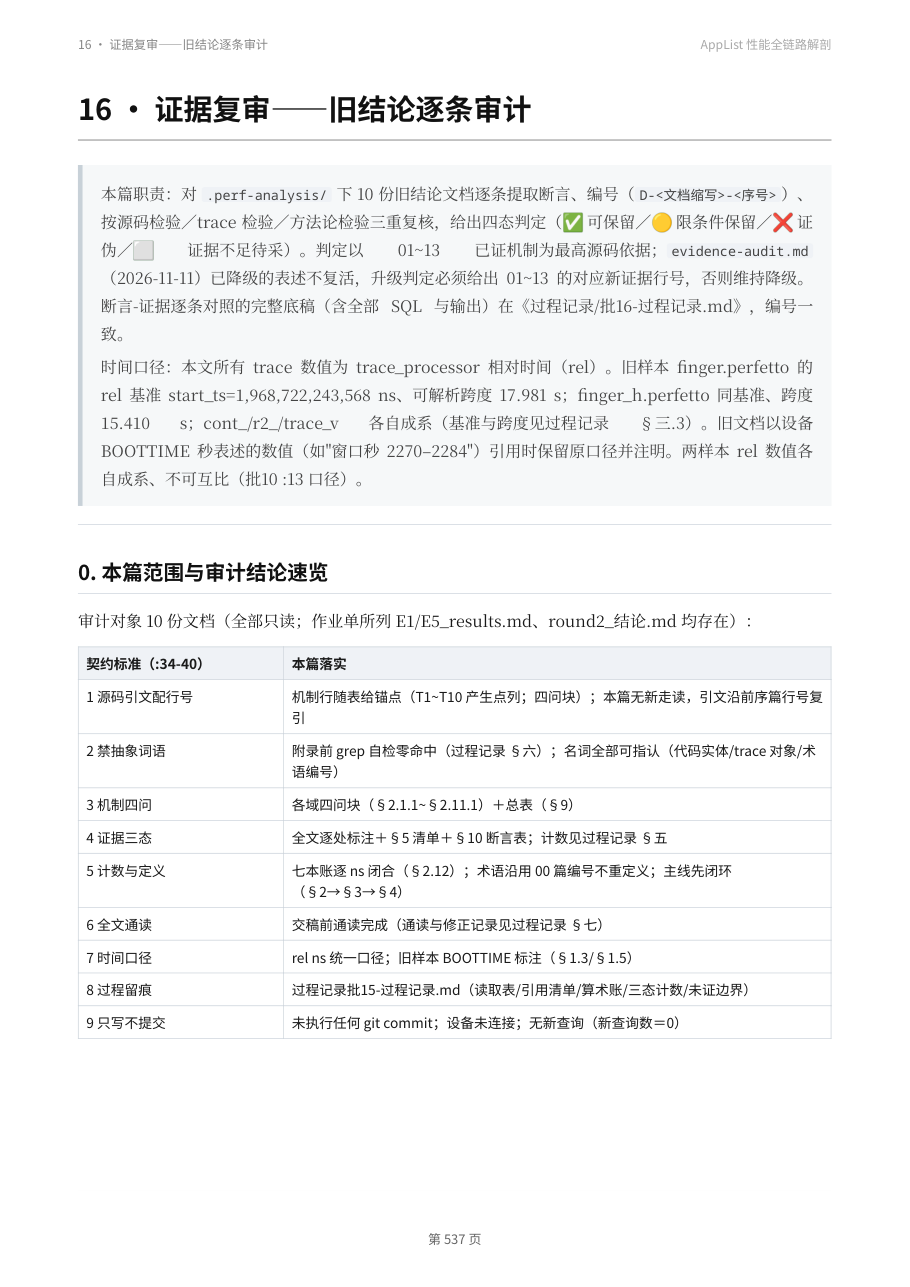 16 · 证据复审——旧结论逐条审计
AppList 性能全链路解剖
16 · 证据复审——旧结论逐条审计
本篇职责：对 .perf-analysis/ 下 10 份旧结论文档逐条提取断言、编号（ D-<文档缩写>-<序号> ）、
按源码检验／trace 检验／方法论检验三重复核，给出四态判定（✅ 可保留／🟡 限条件保留／❌ 证
伪／⬜ 证据不足待采）。判定以 01~13 已证机制为最高源码依据； evidence-audit.md
（2026-11-11）已降级的表述不复活，升级判定必须给出 01~13 的对应新证据行号，否则维持降级。
断言-证据逐条对照的完整底稿（含全部 SQL 与输出）在《过程记录/批16-过程记录.md》，编号一
致。
时间口径：本文所有 trace 数值为 trace_processor 相对时间（rel）。旧样本 finger.perfetto 的
rel 基准 start_ts=1,968,722,243,568 ns、可解析跨度 17.981 s；finger_h.perfetto 同基准、跨度
15.410 s；cont_/r2_/trace_v 各自成系（基准与跨度见过程记录 §三.3）。旧文档以设备
BOOTTIME 秒表述的数值（如"窗口秒 2270–2284"）引用时保留原口径并注明。两样本 rel 数值各
自成系、不可互比（批10 :13 口径）。
0. 本篇范围与审计结论速览
审计对象 10 份文档（全部只读；作业单所列 E1/E5_results.md、round2_结论.md 均存在）：
契约标准（:34-40） 本篇落实
1 源码引文配行号 机制行随表给锚点（T1~T10 产生点列；四问块）；本篇无新走读，引文沿前序篇行号复
引
2 禁抽象词语 附录前 grep 自检零命中（过程记录 §六）；名词全部可指认（代码实体/trace 对象/术
语编号）
3 机制四问 各域四问块（§2.1.1~§2.11.1）＋总表（§9）
4 证据三态 全文逐处标注＋§5 清单＋§10 断言表；计数见过程记录 §五
5 计数与定义 七本账逐 ns 闭合（§2.12）；术语沿用 00 篇编号不重定义；主线先闭环
（§2→§3→§4）
6 全文通读 交稿前通读完成（通读与修正记录见过程记录 §七）
7 时间口径 rel ns 统一口径；旧样本 BOOTTIME 标注（§1.3/§1.5）
8 过程留痕 过程记录批15-过程记录.md（读取表/引用清单/算术账/三态计数/未证边界）
9 只写不提交 未执行任何 git commit；设备未连接；无新查询（新查询数＝0）
第 537 页